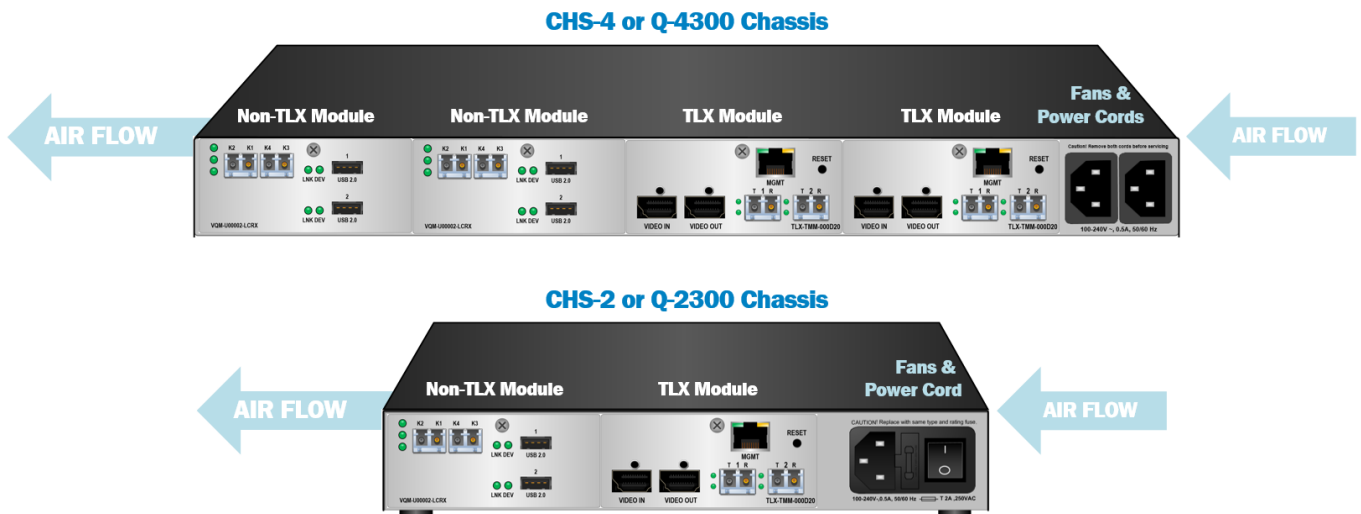 CHS-4 or Q-4300 Chassis
AIR FLOW
Non-TLX Module
Non-TLX Module
TLX Module
TLX Module
Fans &
Power Cords
AIR FLOW
K2 K1 K4 K3
LNK DEV
1
USB 2.0
LNK DEV
2
USB 2.0
VQM-U00002-LCRX
K2 K1 K4 K3
LNK DEV
1
USB 2.0
LNK DEV
2
USB 2.0
VQM-U00002-LCRX
MGMT
RESET
T 1 R
T 2 R
VIDEO IN
VIDEO OUT
TLX-TMM-000D20
MGMT
RESET
T 1 R
T 2 R
VIDEO IN
VIDEO OUT
TLX-TMM-000D20
Caution! Remove both cords before servicing
100-240V ~, 0.5A, 50/60 Hz
CHS-2 or Q-2300 Chassis
AIR FLOW
Non-TLX Module
TLX Module
Fans &
Power Cord
AIR FLOW
K2 K1 K4 K3
LNK DEV
1
USB 2.0
LNK DEV
2
USB 2.0
VQM-U00002-LCRX
MGMT
RESET
T 1 R
T 2 R
VIDEO IN
VIDEO OUT
TLX-TMM-000D20
CAUTION! Replace with same type and rating fuse.
100-240V,.0.5A, 50/60 Hz
T 2A ,250VAC